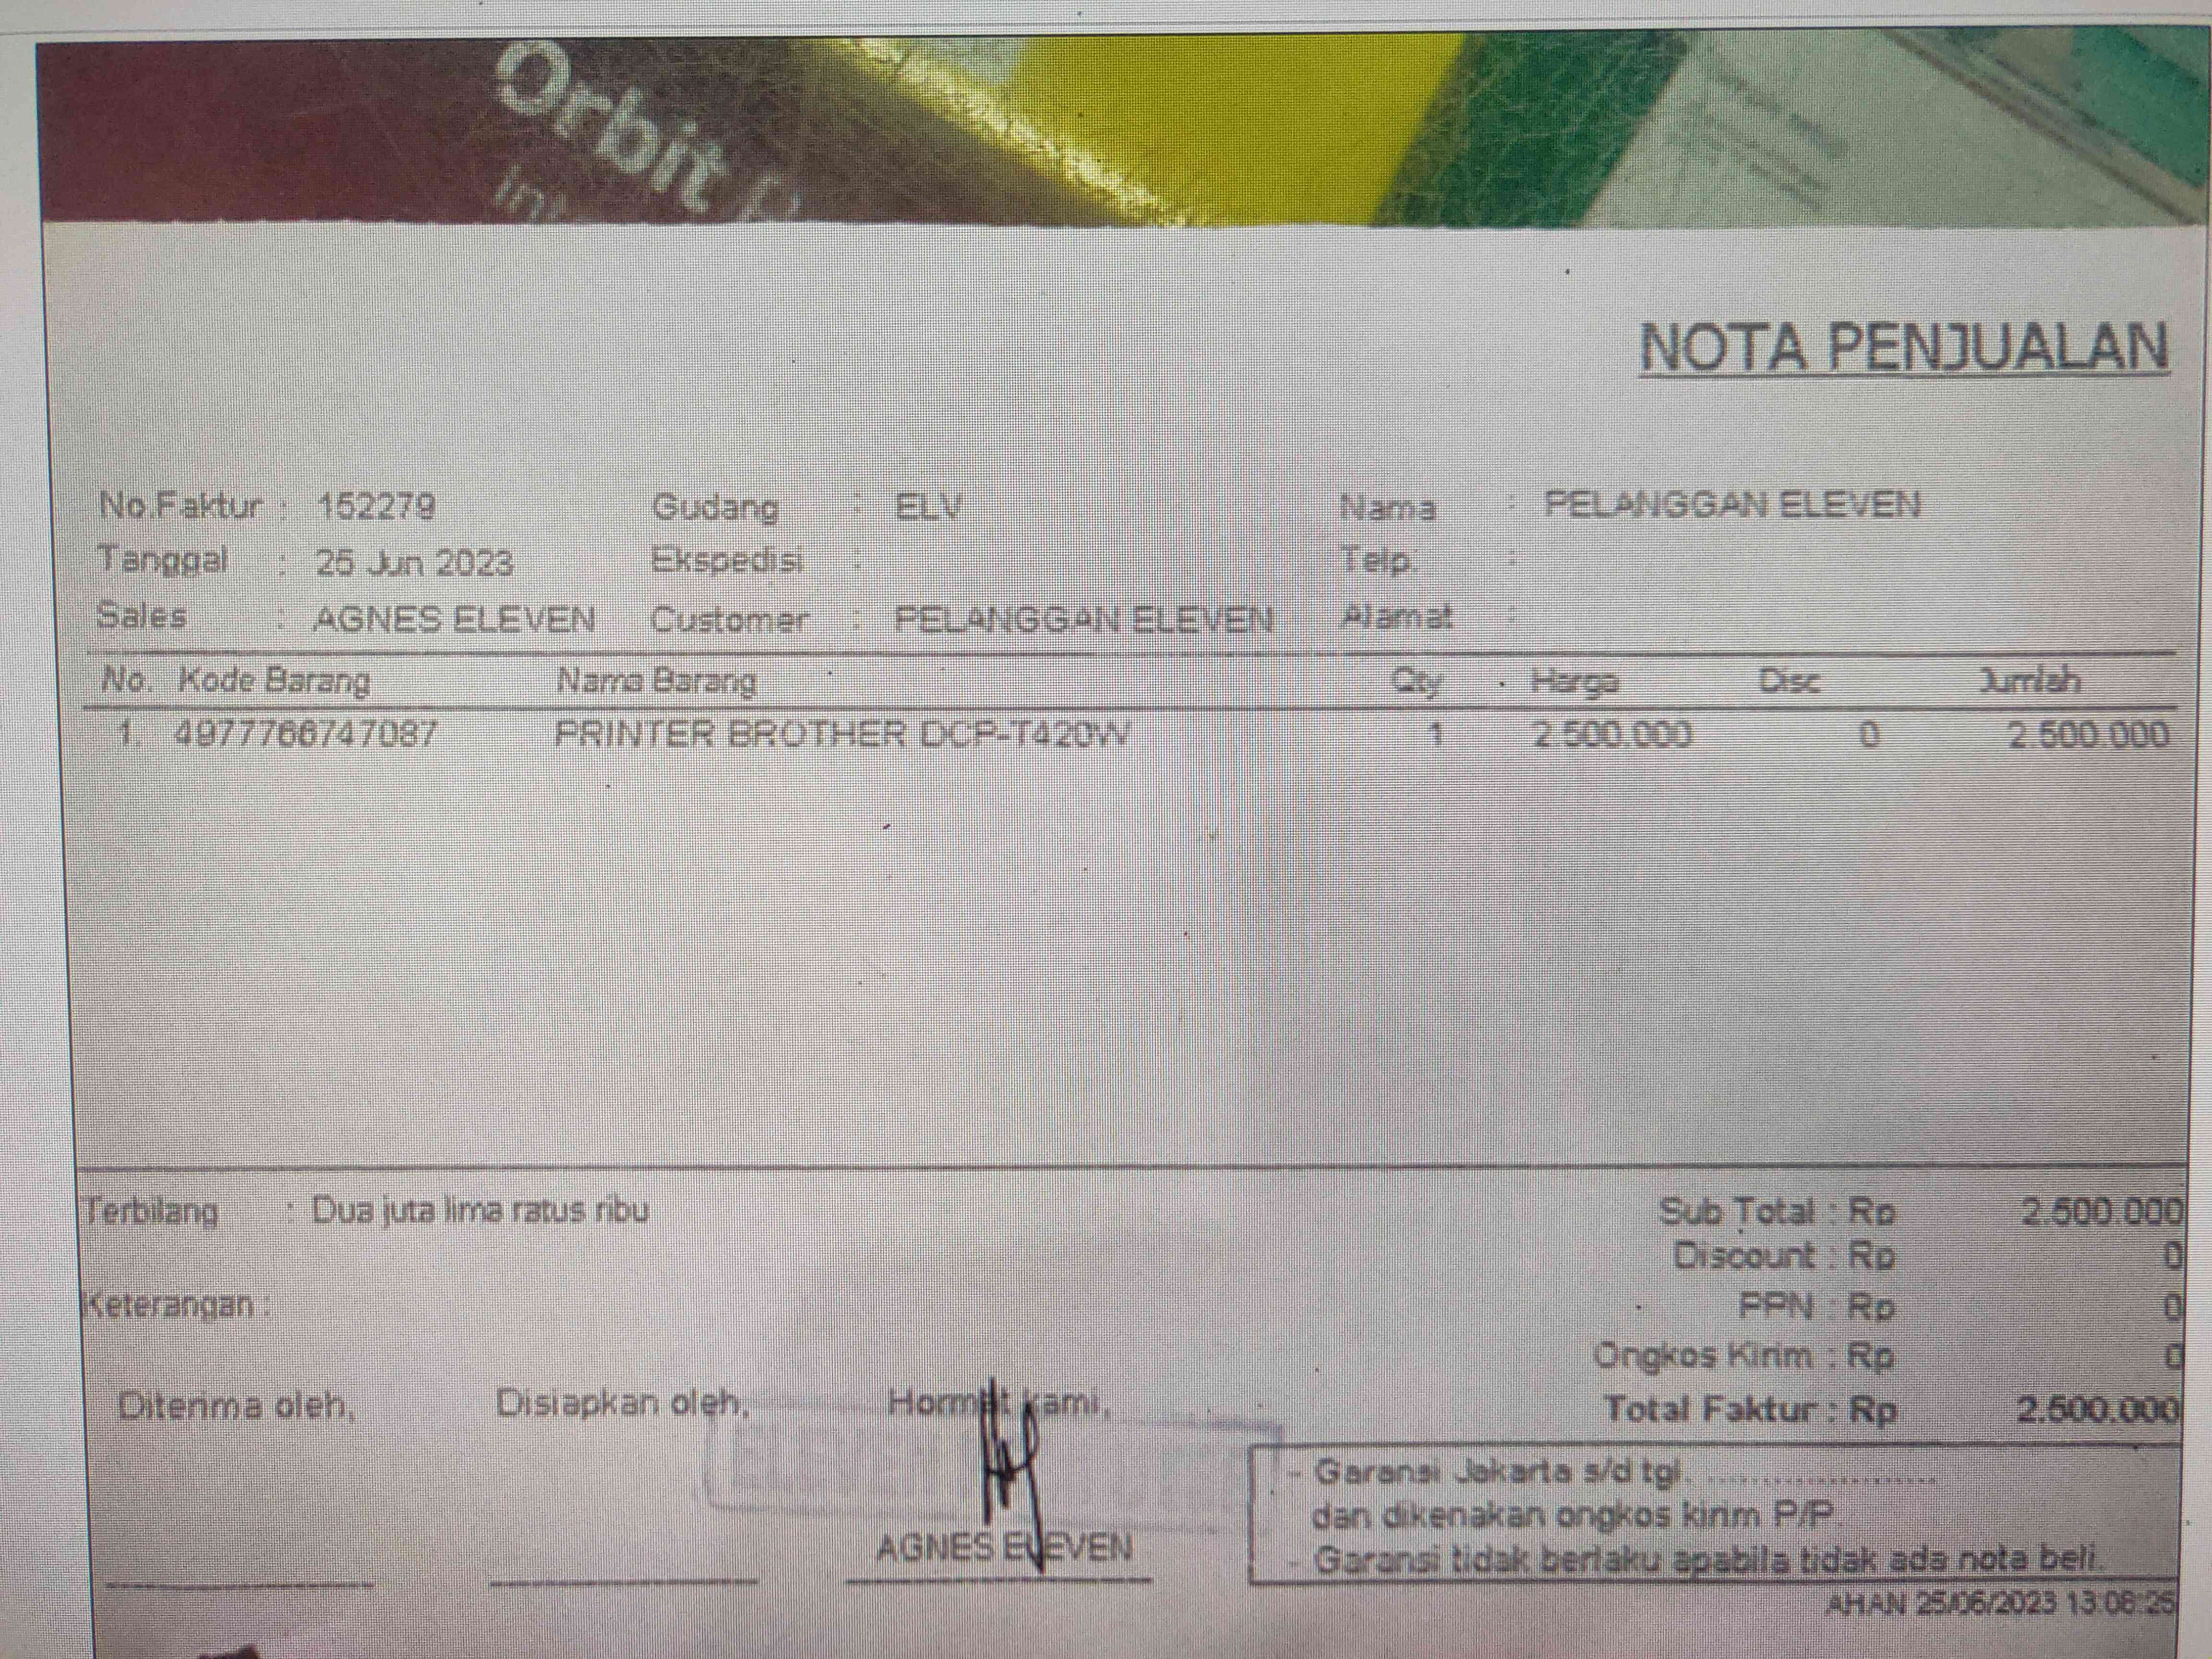 Orbit
NOTA PENJUALAN
No.Faktur : 152279 Gudang : ELV Nama : PELANGGAN ELEVEN
Tanggal : 25 Jun 2023 Ekspedisi : Telp. :
Sales : AGNES ELEVEN Customer : PELANGGAN ELEVEN Alamat :
No. Kode Barang Nama Barang Qty Harga Disc Jumlah
1. 4977766747087 PRINTER BROTHER DCP-T420W 1 2.500.000 0 2.500.000
Terbilang : Dua juta lima ratus ribu Sub Total : Rp 2.500.000
Discount : Rp 0
Keterangan : PPN : Rp 0
Ongkos Kirim : Rp 0
Diterima oleh, Disiapkan oleh, Hormat kami, Total Faktur : Rp 2.500.000
- Garansi Jakarta s/d tgl. ......................
dan dikenakan ongkos kirim P/P.
AGNES ELEVEN - Garansi tidak berlaku apabila tidak ada nota beli.
AHAN 25/06/2023 13:08:25